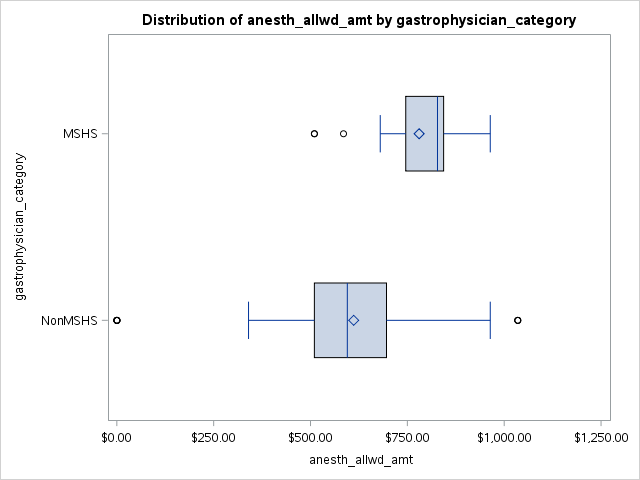 Distribution of anesth_allwd_amt by gastrophysician_category
gastrophysician_category
MSHS
NonMSHS
$0.00 $250.00 $500.00 $750.00 $1,000.00 $1,250.00
anesth_allwd_amt